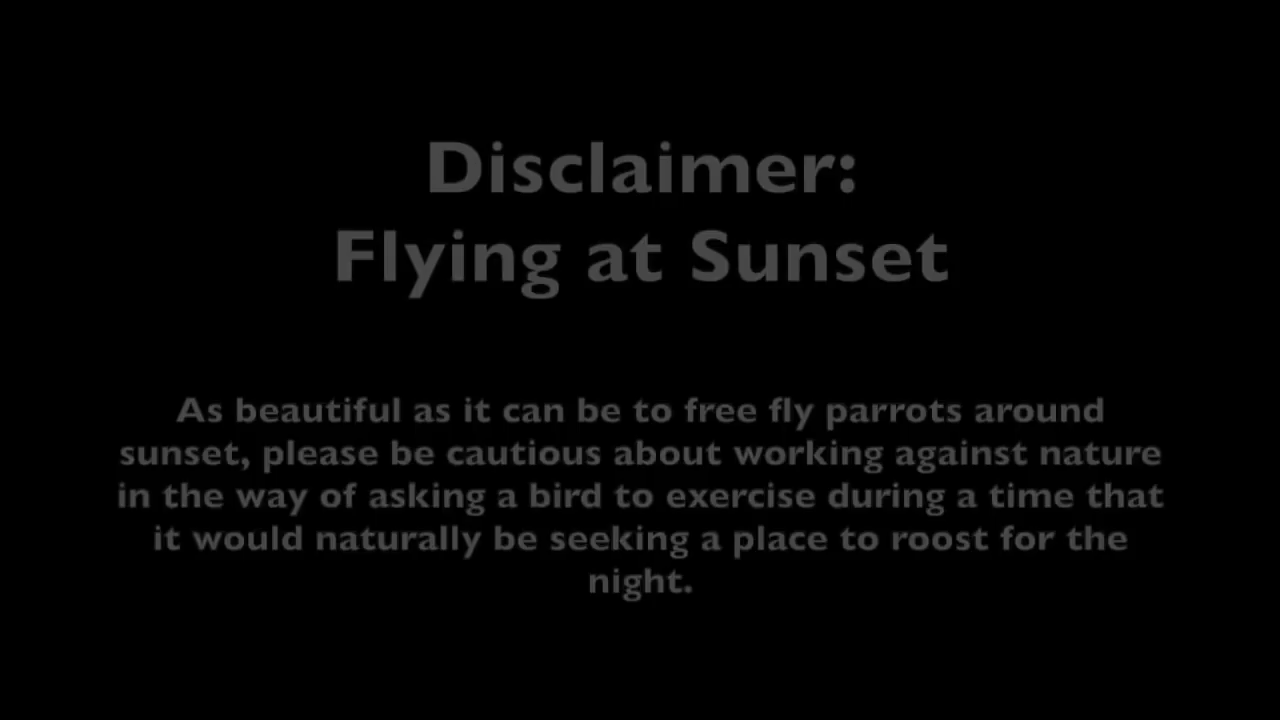 Disclaimer:
Flying at Sunset
As beautiful as it can be to free fly parrots around
sunset, please be cautious about working against nature
in the way of asking a bird to exercise during a time that
it would naturally be seeking a place to roost for the
night.